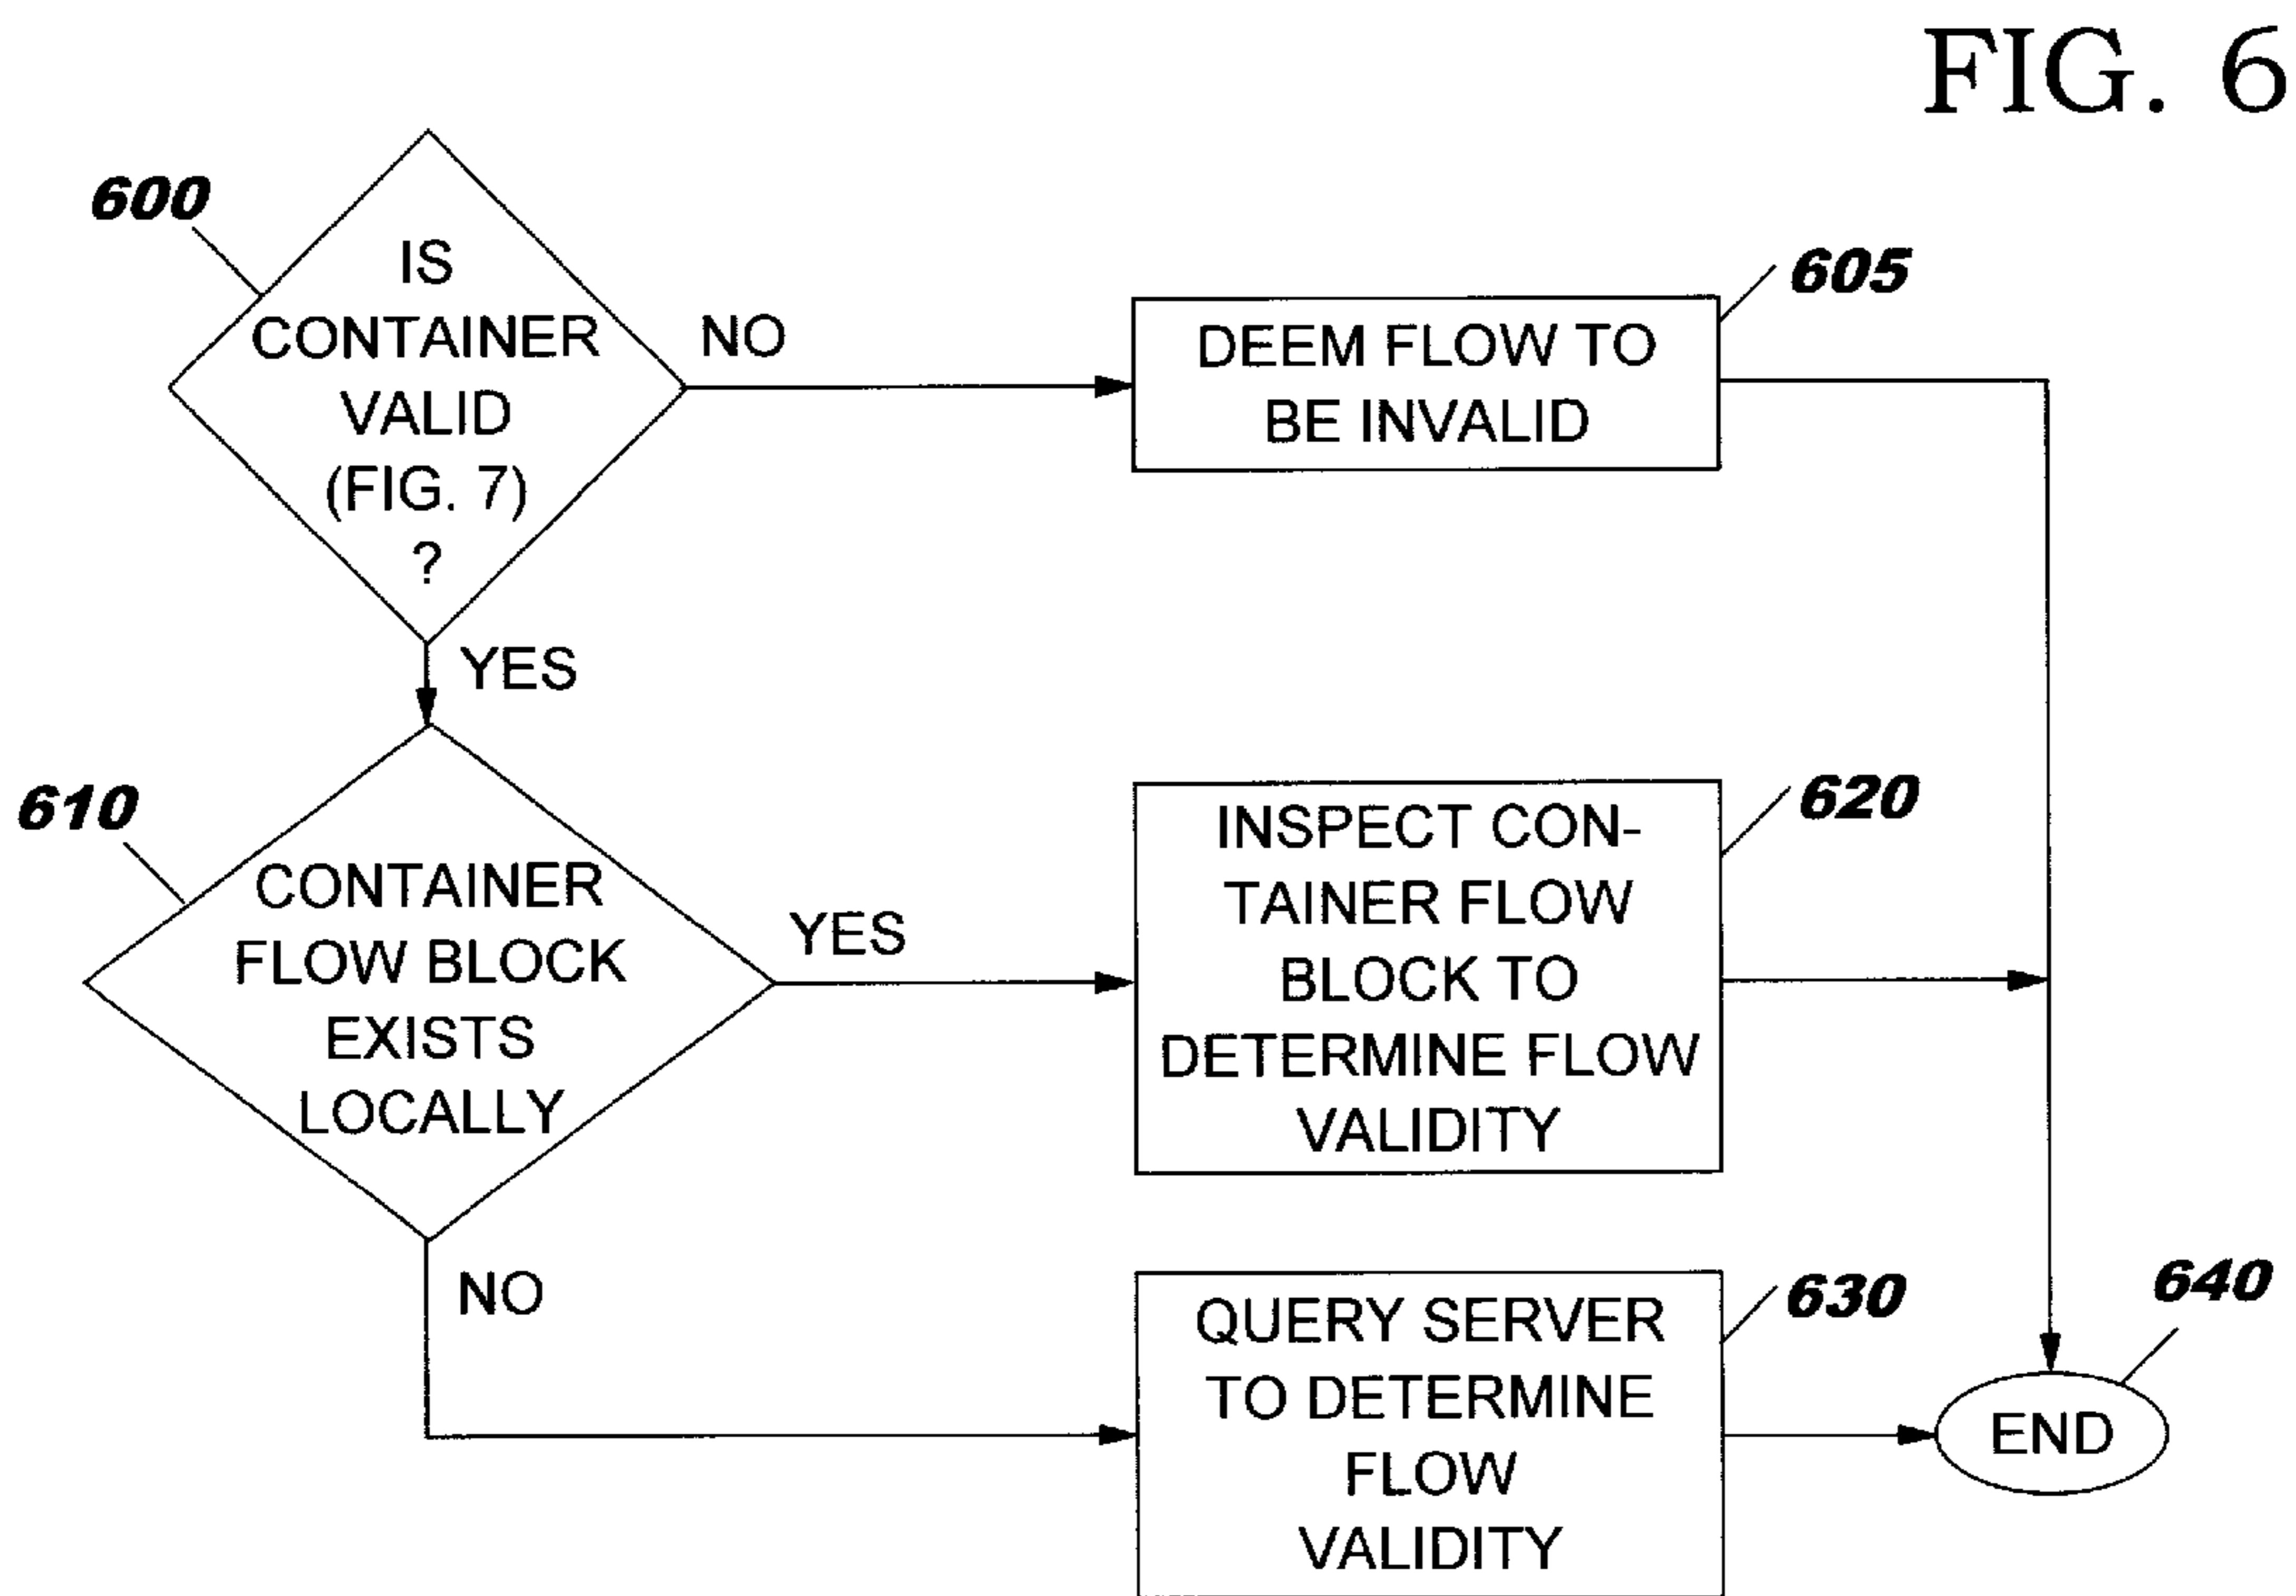 FIG. 6
600
IS
CONTAINER
VALID
(FIG. 7)
?
NO
605
DEEM FLOW TO
BE INVALID
YES
610
CONTAINER
FLOW BLOCK
EXISTS
LOCALLY
YES
620
INSPECT CON-
TAINER FLOW
BLOCK TO
DETERMINE FLOW
VALIDITY
NO
630
QUERY SERVER
TO DETERMINE
FLOW
VALIDITY
640
END